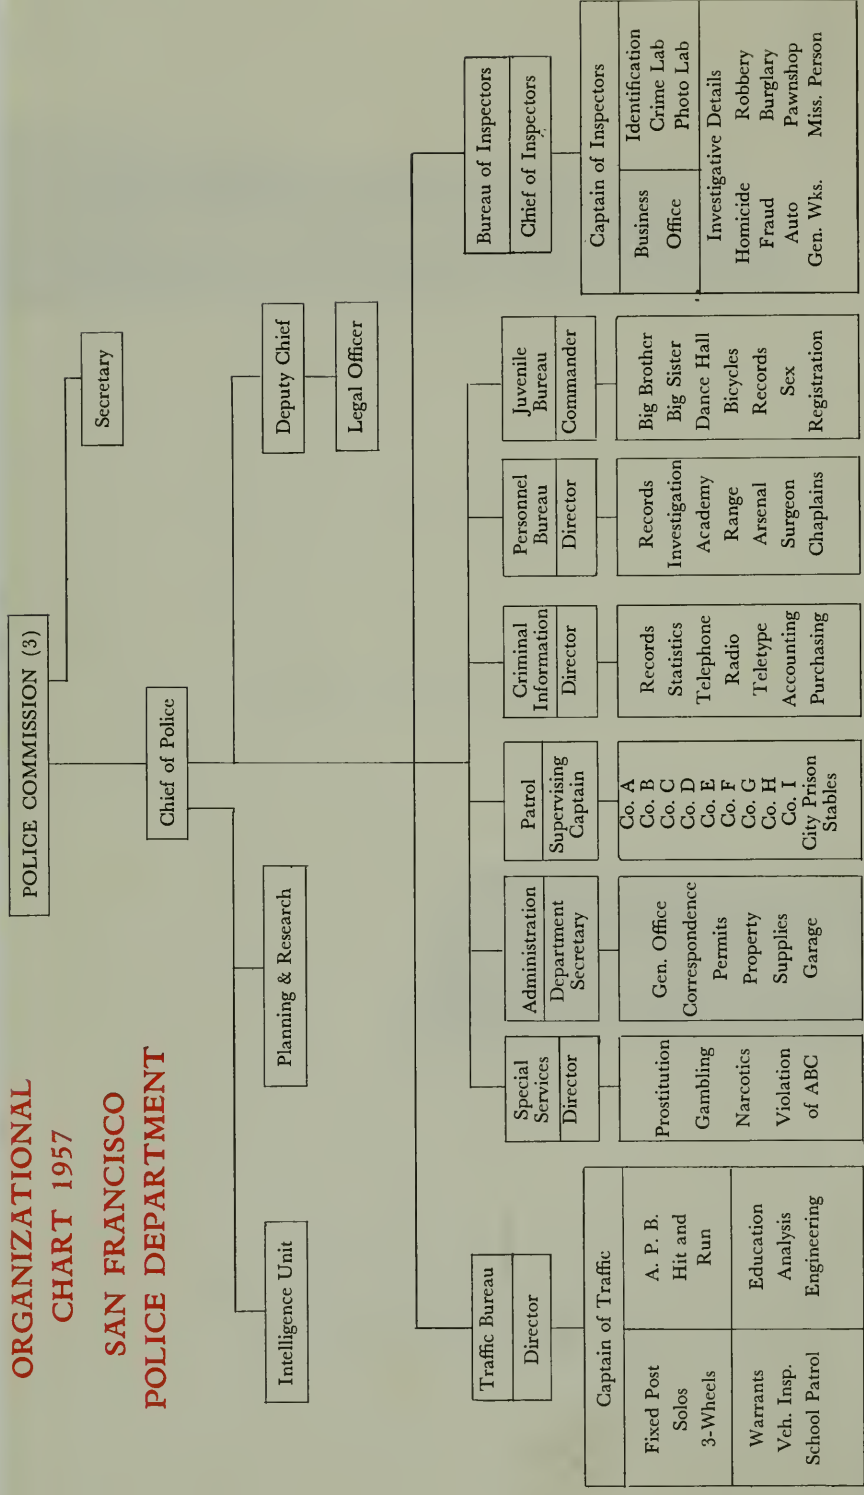 ORGANIZATIONAL
CHART 1957
SAN FRANCISCO
POLICE DEPARTMENT
POLICE COMMISSION (3)
Secretary
Chief of Police
Intelligence Unit
Planning & Research
Deputy Chief
Legal Officer
Traffic Bureau
Director
Captain of Traffic
Fixed Post
Solos
3-Wheels
A. P. B.
Hit and
Run
Warrants
Veh. Insp.
School Patrol
Education
Analysis
Engineering
Special
Services
Director
Prostitution
Gambling
Narcotics
Violation
of ABC
Administration
Department
Secretary
Gen. Office
Correspondence
Permits
Property
Supplies
Garage
Patrol
Supervising
Captain
Co. A
Co. B
Co. C
Co. D
Co. E
Co. F
Co. G
Co. H
Co. I
City Prison
Stables
Criminal
Information
Director
Records
Statistics
Telephone
Radio
Teletype
Accounting
Purchasing
Personnel
Bureau
Director
Records
Investigation
Academy
Range
Arsenal
Surgeon
Chaplains
Juvenile
Bureau
Commander
Big Brother
Big Sister
Dance Hall
Bicycles
Records
Sex
Registration
Bureau of Inspectors
Chief of Inspectors
Captain of Inspectors
Business
Office
Identification
Crime Lab
Photo Lab
Investigative Details
Homicide Robbery
Fraud Burglary
Auto Pawnshop
Gen. Wks. Miss. Person